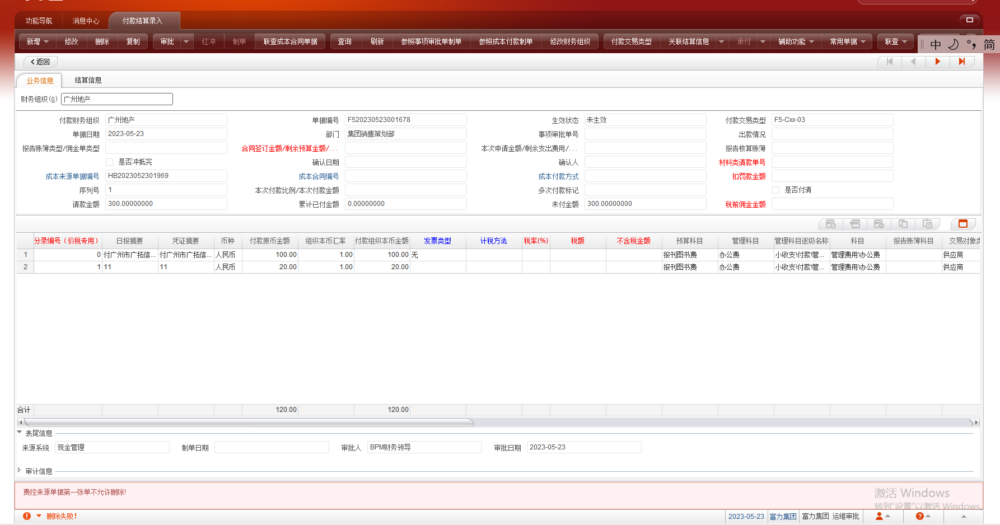 功能导航 消息中心 付款结算录入
新增 修改 删除 复制 审批 红冲 制单 联查成本合同单据 查询 刷新 参照事项审批单制单 参照成本付款制单 修改财务组织 付款交易类型 关联结算信息 承付 辅助功能 常用单据 联查 中 简
返回
业务信息 结算信息
财务组织(O) 广州地产
付款财务组织 广州地产 单据编号 F520230523001678 生效状态 未生效 付款交易类型 F5-Cxx-03
单据日期 2023-05-23 部门 集团销售策划部 事项审批单号 出款情况
报告账簿类型/佣金单类型 合同签订金额/剩余预算金额/... 本次申请金额/剩余支出费用/... 报告核算账簿
是否冲抵完 确认日期 确认人 材料类请款单号
成本来源单据编号 HB2023052301969 成本合同编号 成本付款方式 扣罚款金额
序列号 1 本次付款比例/本次付款金额 多次付款标记 是否付清
请款金额 300.00000000 累计已付金额 0.00000000 未付金额 300.00000000 税前佣金金额
分录编号（价税专用） 日报摘要 凭证摘要 币种 付款原币金额 组织本币汇率 付款组织本币金额 发票类型 计税方法 税率(%) 税额 不含税金额 预算科目 管理科目 管理科目逐级名称 科目 报告账簿科目 交易对象
1 0 付广州市广拓信... 付广州市广拓信... 人民币 100.00 1.00 100.00 无 报刊图书费 办公费 小收支\付款\管... 管理费用\办公费 供应商
2 1 11 11 人民币 20.00 1.00 20.00 报刊图书费 办公费 小收支\付款\管... 管理费用\办公费 供应商
合计 120.00 120.00
表尾信息
来源系统 现金管理 制单日期 审批人 BPM财务领导 审批日期 2023-05-23
审计信息
费控来源单据第一张单不允许删除!
激活 Windows
转到“设置”以激活 Windows。
删除失败! 2023-05-23 富力集团 富力集团 运维审批